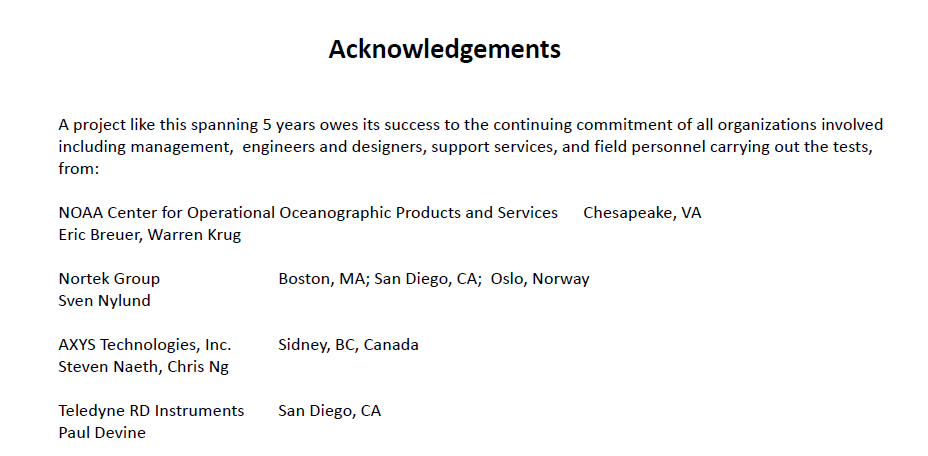 Acknowledgements
A project like this spanning 5 years owes its success to the continuing commitment of all organizations involved
including management,  engineers and designers, support services, and field personnel carrying out the tests,
from:
NOAA Center for Operational Oceanographic Products and Services Chesapeake, VA
Eric Breuer, Warren Krug
Nortek Group Boston, MA; San Diego, CA;  Oslo, Norway
Sven Nylund
AXYS Technologies, Inc. Sidney, BC, Canada
Steven Naeth, Chris Ng
Teledyne RD Instruments San Diego, CA
Paul Devine